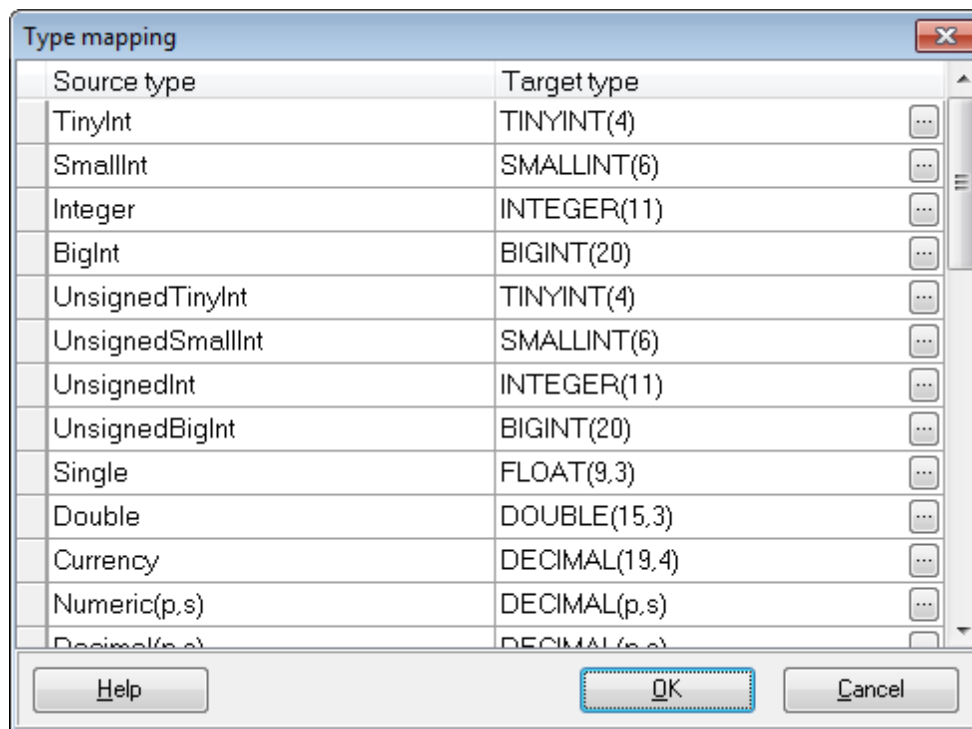 Type mapping
Source type Target type
TinyInt TINYINT(4)
SmallInt SMALLINT(6)
Integer INTEGER(11)
BigInt BIGINT(20)
UnsignedTinyInt TINYINT(4)
UnsignedSmallInt SMALLINT(6)
UnsignedInt INTEGER(11)
UnsignedBigInt BIGINT(20)
Single FLOAT(9,3)
Double DOUBLE(15,3)
Currency DECIMAL(19,4)
Numeric(p,s) DECIMAL(p,s)
Decimal(p,s) DECIMAL(p,s)
Help OK Cancel